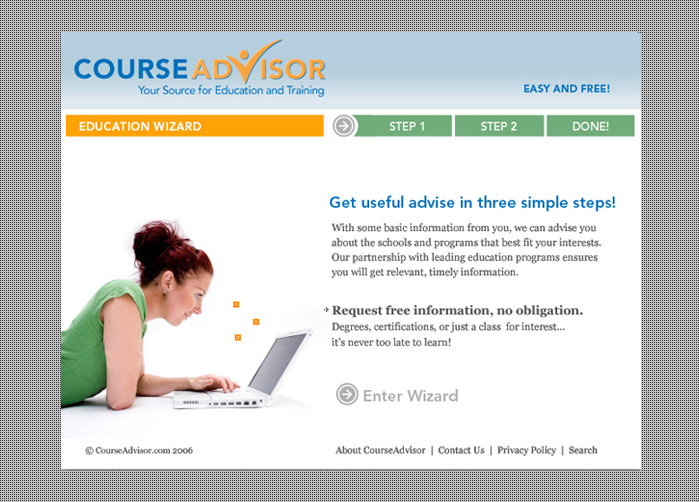 COURSE ADVISOR
Your Source for Education and Training
EASY AND FREE!
EDUCATION WIZARD
STEP 1
STEP 2
DONE!
Get useful advise in three simple steps!
With some basic information from you, we can advise you
about the schools and programs that best fit your interests.
Our partnership with leading education programs ensures
you will get relevant, timely information.
Request free information, no obligation.
Degrees, certifications, or just a class for interest...
it's never too late to learn!
Enter Wizard
© CourseAdvisor.com 2006
About CourseAdvisor | Contact Us | Privacy Policy | Search